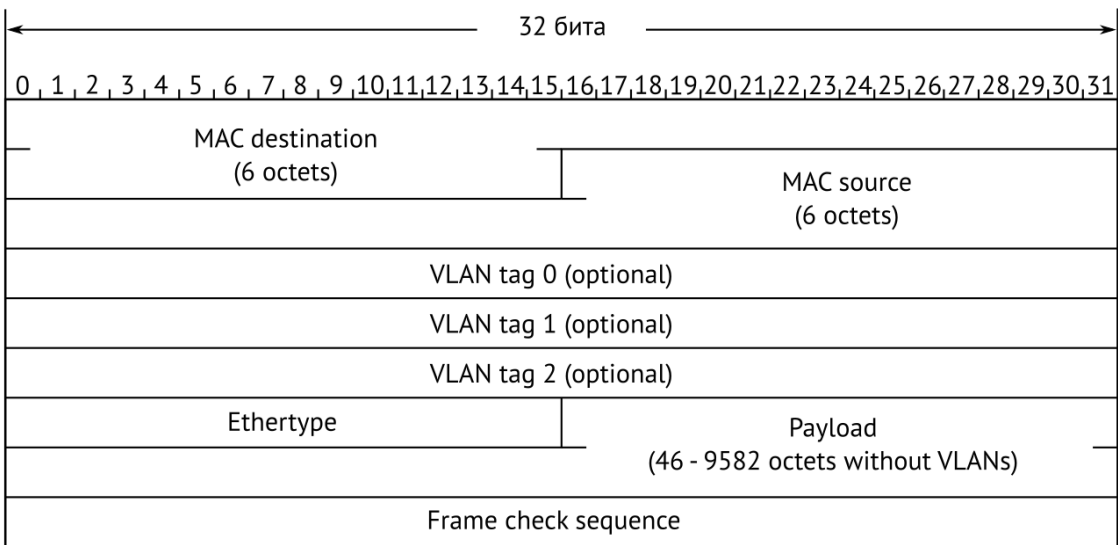 32 бита
0 1 2 3 4 5 6 7 8 9 10 11 12 13 14 15 16 17 18 19 20 21 22 23 24 25 26 27 28 29 30 31
MAC destination
(6 octets)
MAC source
(6 octets)
VLAN tag 0 (optional)
VLAN tag 1 (optional)
VLAN tag 2 (optional)
Ethertype
Payload
(46 - 9582 octets without VLANs)
Frame check sequence